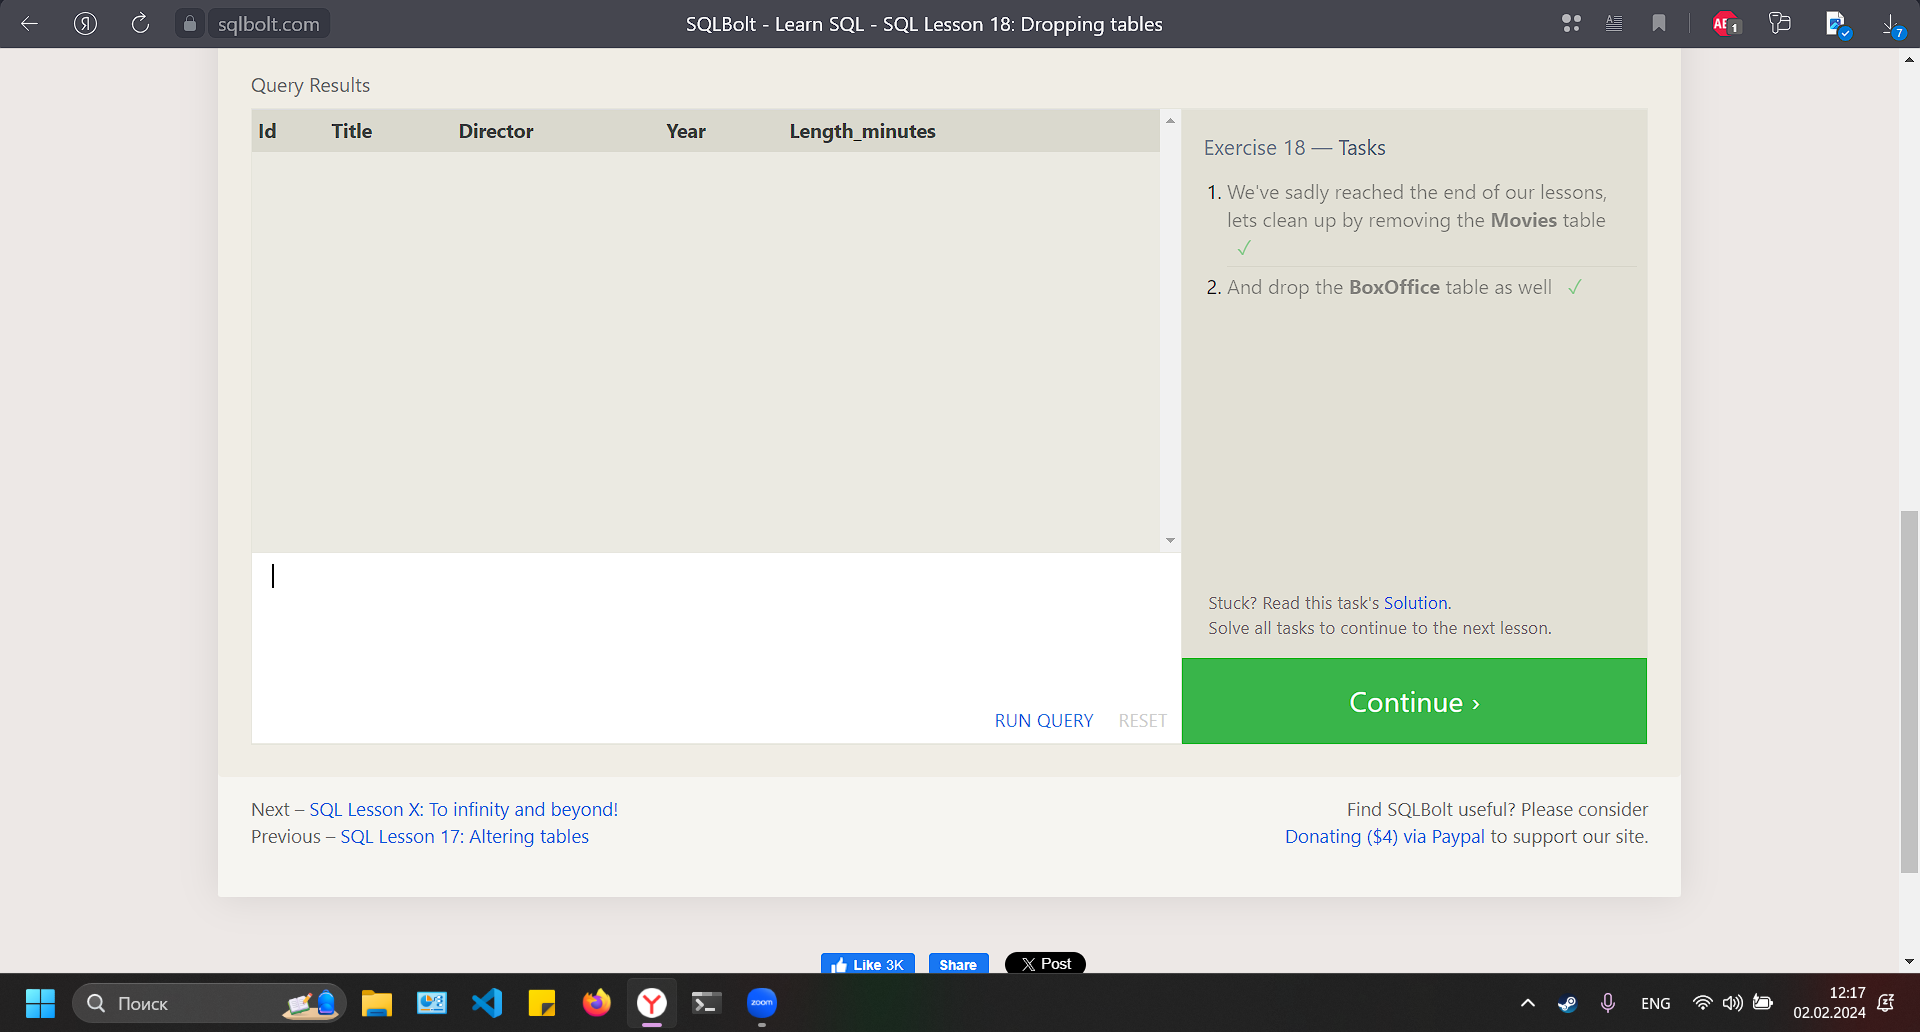 sqlbolt.com
SQLBolt - Learn SQL - SQL Lesson 18: Dropping tables
1
7
Query Results
Id Title Director Year Length_minutes
Exercise 18 — Tasks
1. We've sadly reached the end of our lessons,
lets clean up by removing the Movies table
✓
2. And drop the BoxOffice table as well ✓
Stuck? Read this task's Solution.
Solve all tasks to continue to the next lesson.
RUN QUERY RESET
Continue ›
Next – SQL Lesson X: To infinity and beyond!
Previous – SQL Lesson 17: Altering tables
Find SQLBolt useful? Please consider
Donating ($4) via Paypal to support our site.
Like 3K
Share
X Post
Поиск
zoom
ENG
12:17
02.02.2024